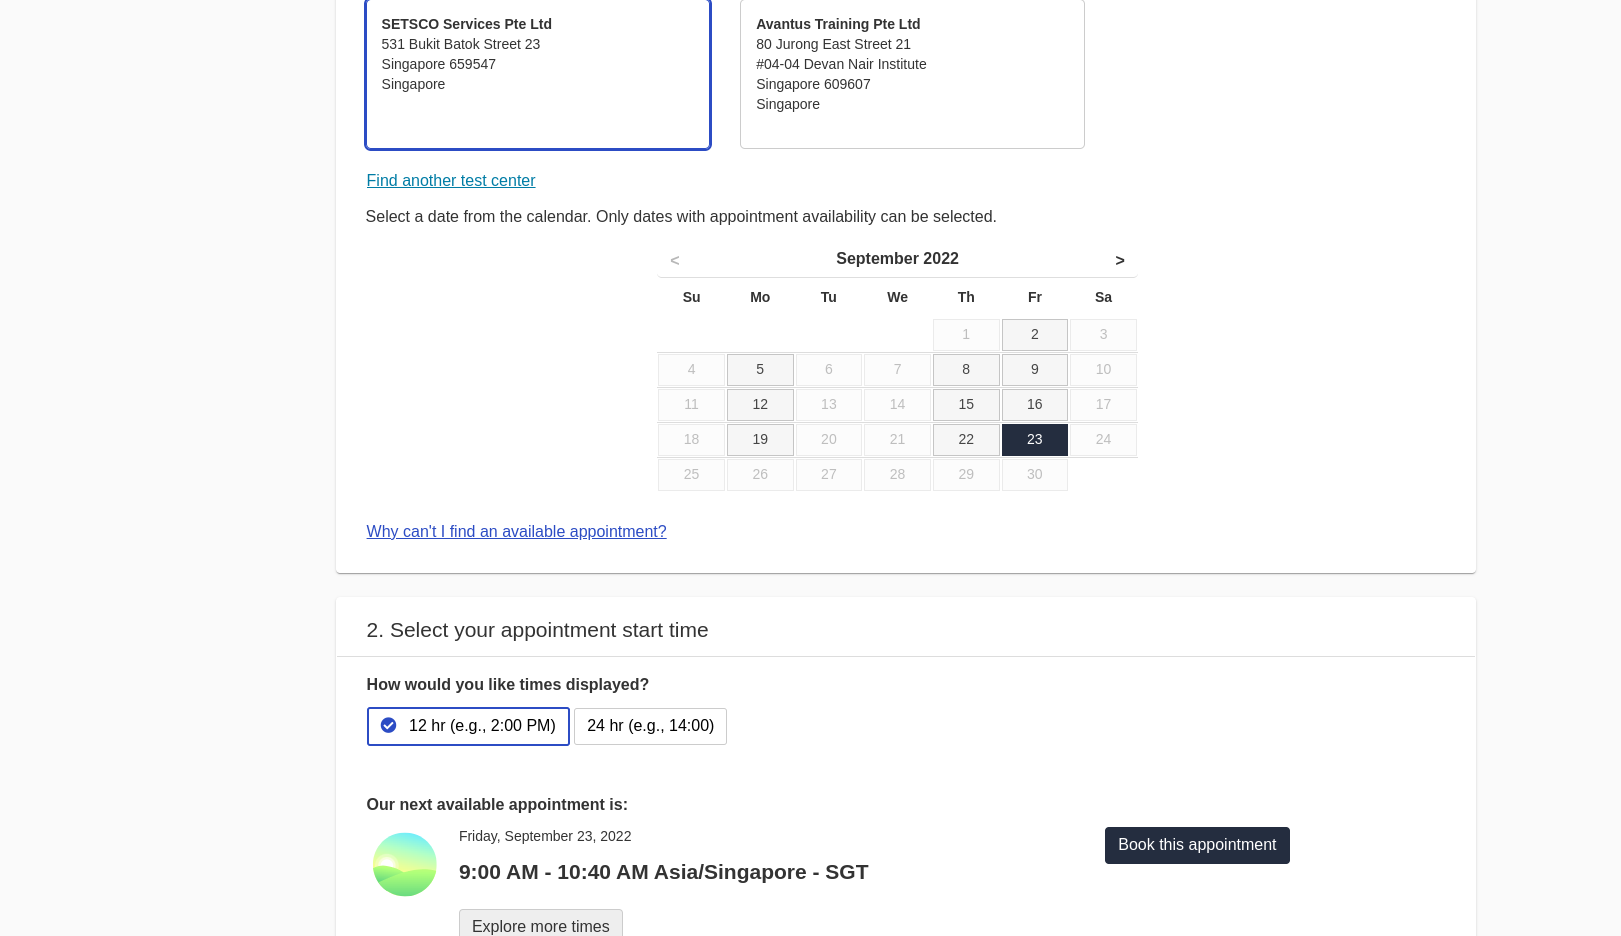 SETSCO Services Pte Ltd
531 Bukit Batok Street 23
Singapore 659547
Singapore
Avantus Training Pte Ltd
80 Jurong East Street 21
#04-04 Devan Nair Institute
Singapore 609607
Singapore
Find another test center
Select a date from the calendar. Only dates with appointment availability can be selected.
< September 2022 >
Su Mo Tu We Th Fr Sa
1 2 3
4 5 6 7 8 9 10
11 12 13 14 15 16 17
18 19 20 21 22 23 24
25 26 27 28 29 30
Why can't I find an available appointment?
2. Select your appointment start time
How would you like times displayed?
12 hr (e.g., 2:00 PM) 24 hr (e.g., 14:00)
Our next available appointment is:
Friday, September 23, 2022
Book this appointment
9:00 AM - 10:40 AM Asia/Singapore - SGT
Explore more times